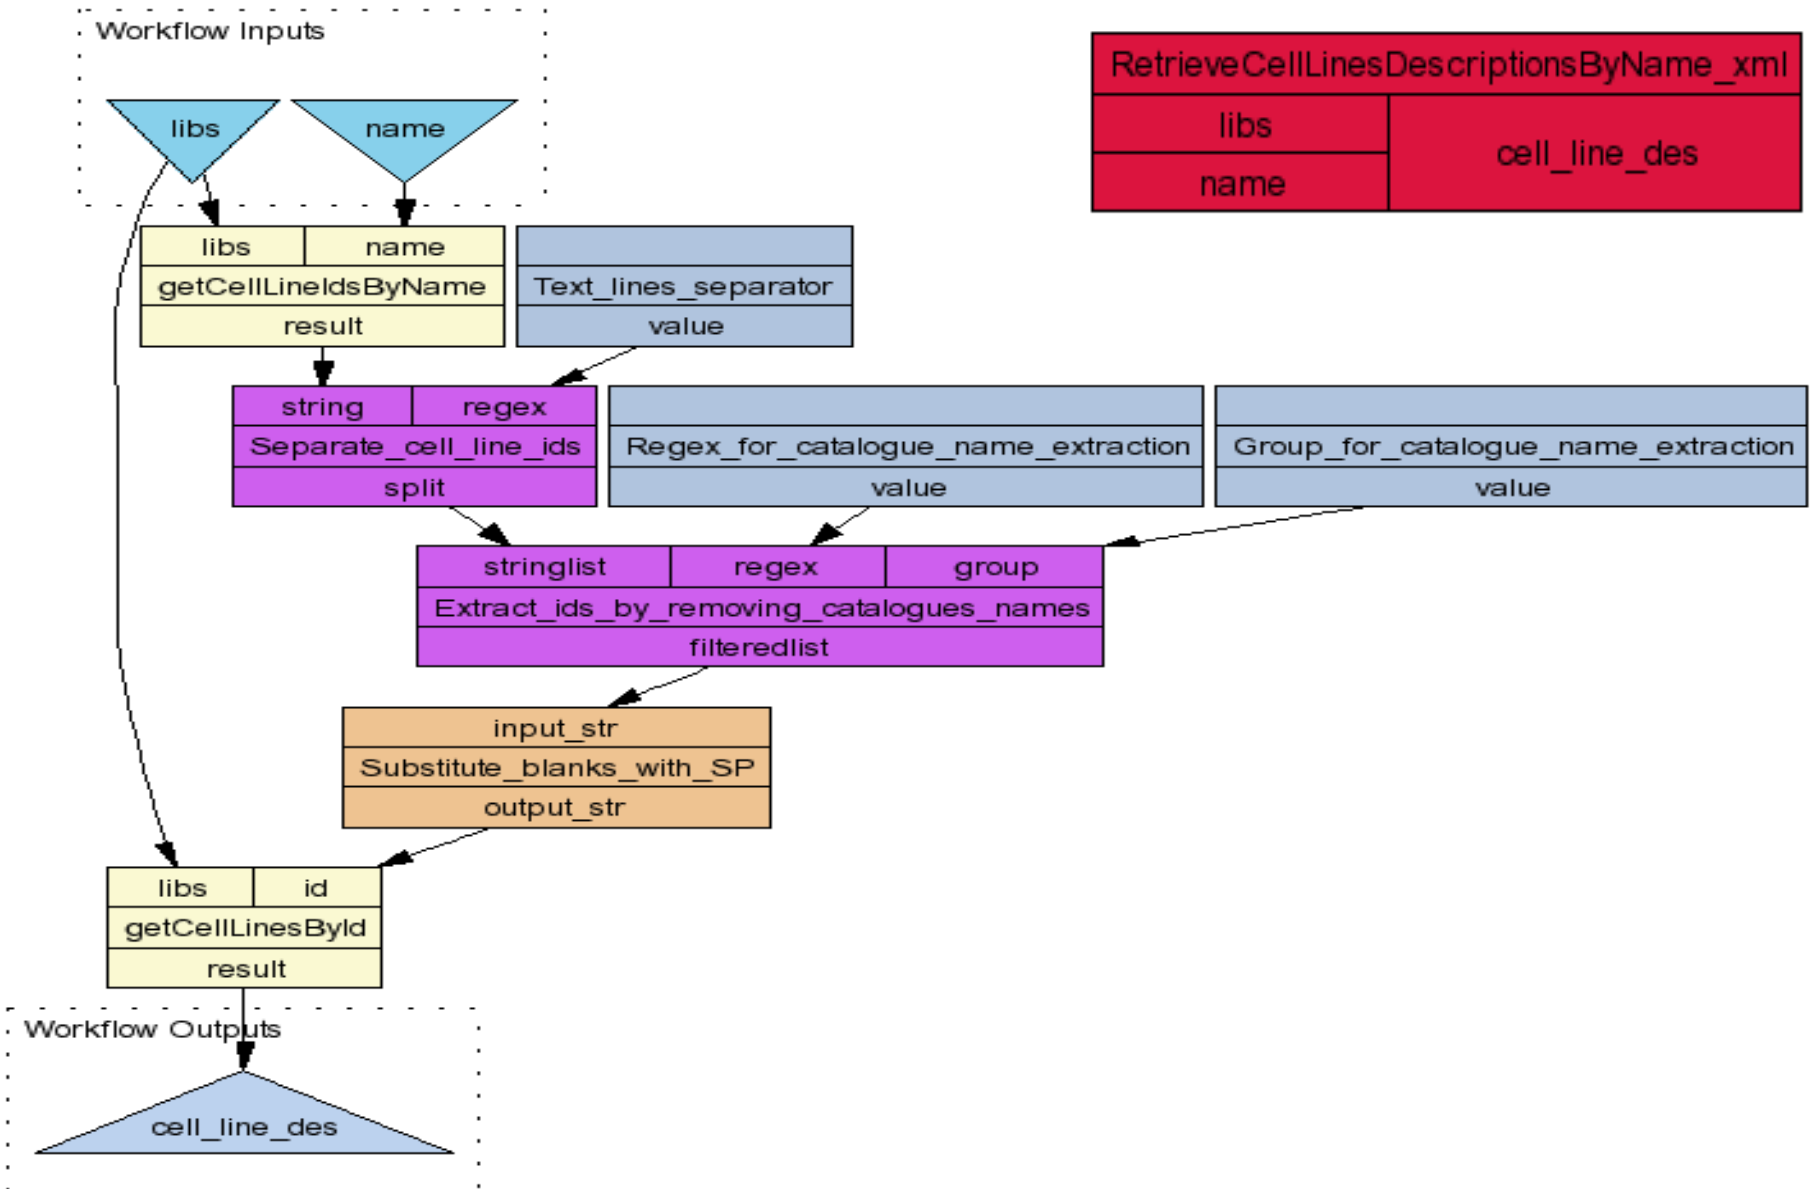 Workflow Inputs
libs
name
RetrieveCellLinesDescriptionsByName_xml
libs
name
cell_line_des
libs
name
getCellLineIdsByName
result
Text_lines_separator
value
string
regex
Separate_cell_line_ids
split
Regex_for_catalogue_name_extraction
value
Group_for_catalogue_name_extraction
value
stringlist
regex
group
Extract_ids_by_removing_catalogues_names
filteredlist
input_str
Substitute_blanks_with_SP
output_str
libs
id
getCellLinesById
result
Workflow Outputs
cell_line_des